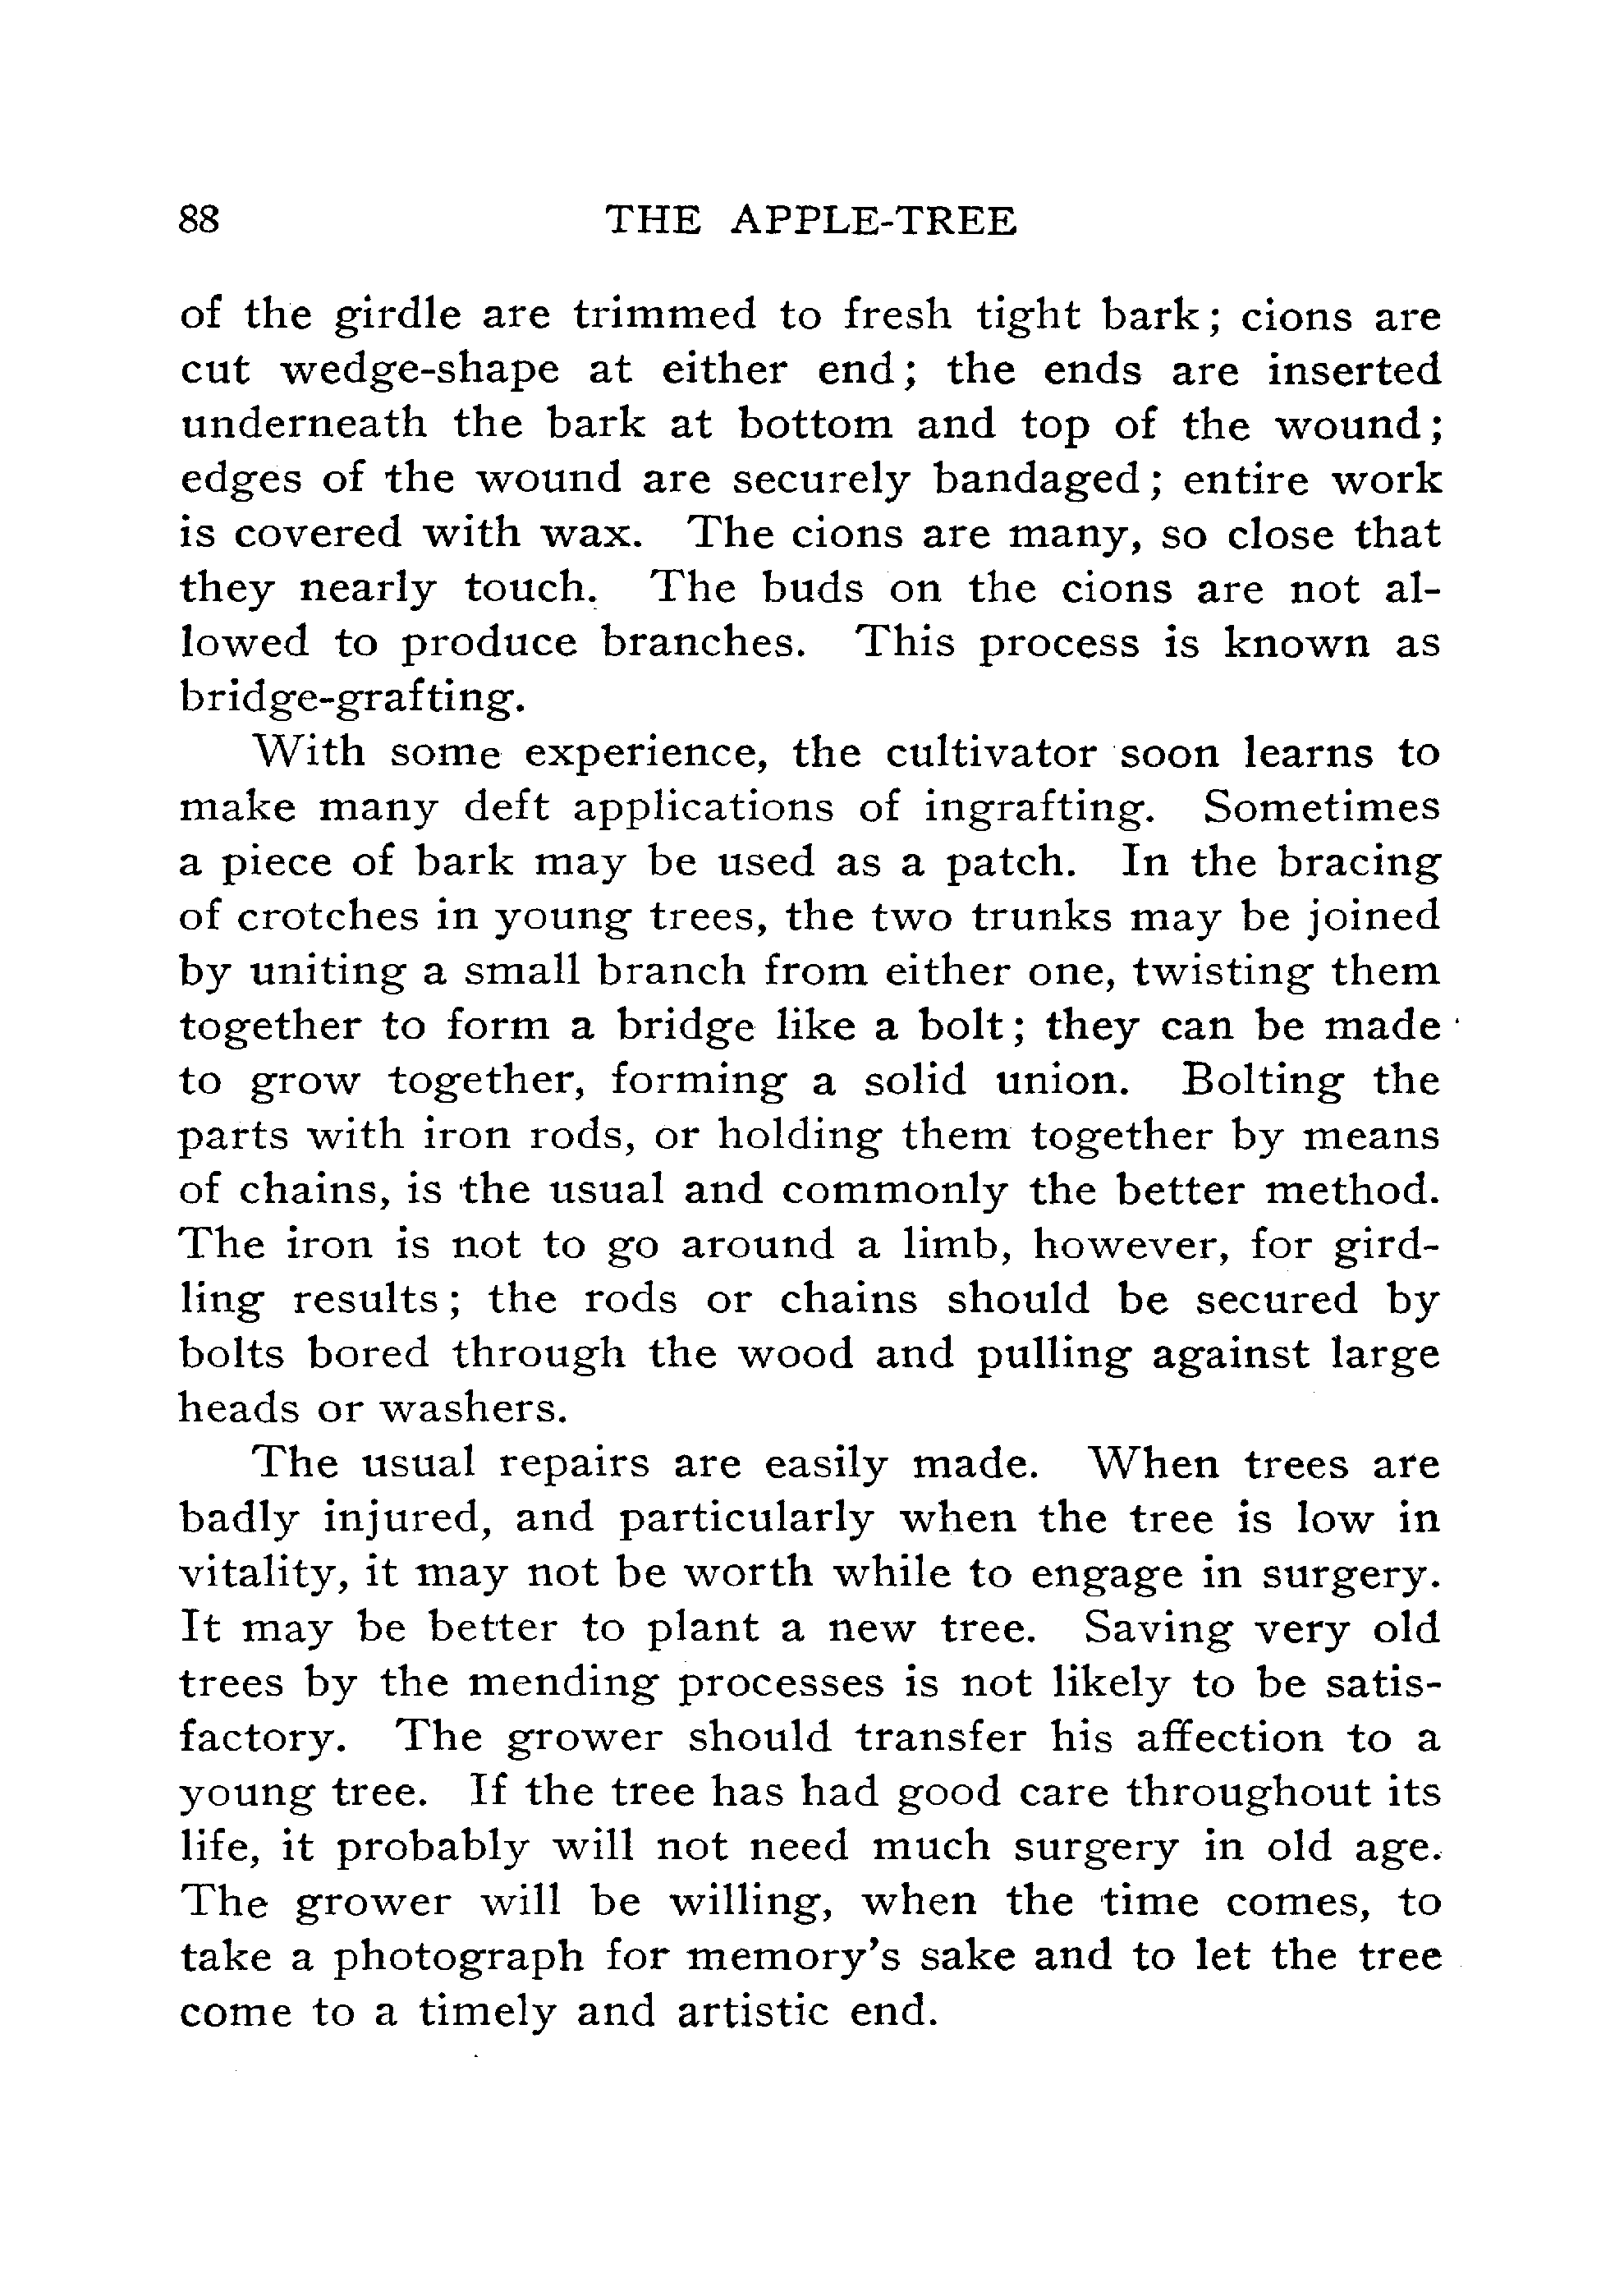 88 THE APPLE-TREE
of the girdle are trimmed to fresh tight bark; cions are
cut wedge-shape at either end; the ends are inserted
underneath the bark at bottom and top of the wound;
edges of the wound are securely bandaged; entire work
is covered with wax. The cions are many, so close that
they nearly touch. The buds on the cions are not al-
lowed to produce branches. This process is known as
bridge-grafting.
With some experience, the cultivator soon learns to
make many deft applications of ingrafting. Sometimes
a piece of bark may be used as a patch. In the bracing
of crotches in young trees, the two trunks may be joined
by uniting a small branch from either one, twisting them
together to form a bridge like a bolt; they can be made
to grow together, forming a solid union. Bolting the
parts with iron rods, or holding them together by means
of chains, is the usual and commonly the better method.
The iron is not to go around a limb, however, for gird-
ling results; the rods or chains should be secured by
bolts bored through the wood and pulling against large
heads or washers.
The usual repairs are easily made. When trees are
badly injured, and particularly when the tree is low in
vitality, it may not be worth while to engage in surgery.
It may be better to plant a new tree. Saving very old
trees by the mending processes is not likely to be satis-
factory. The grower should transfer his affection to a
young tree. If the tree has had good care throughout its
life, it probably will not need much surgery in old age.
The grower will be willing, when the time comes, to
take a photograph for memory's sake and to let the tree
come to a timely and artistic end.